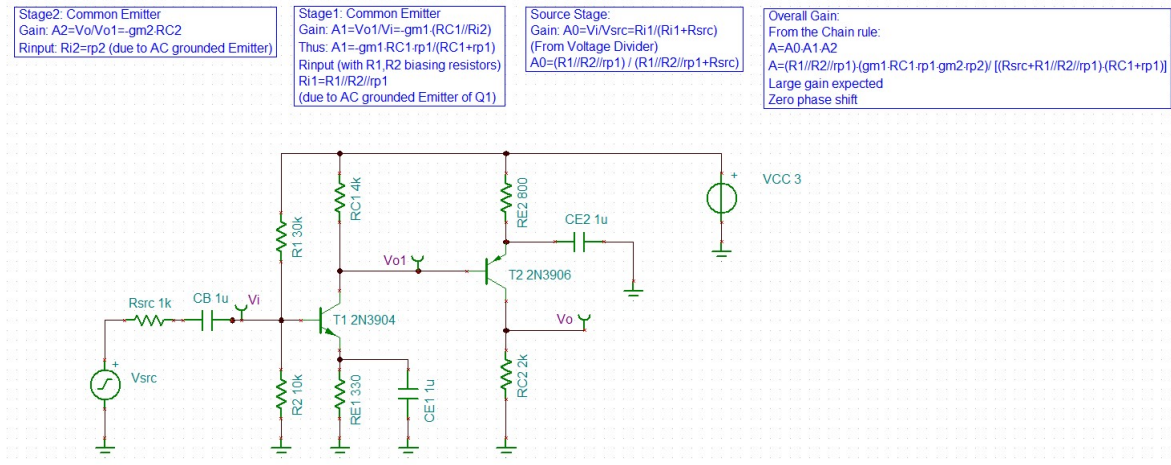 Stage2: Common Emitter
Gain: A2=Vo/Vo1=-gm2·RC2
Rinput: Ri2=rp2 (due to AC grounded Emitter)
Stage1: Common Emitter
Gain: A1=Vo1/Vi=-gm1·(RC1//Ri2)
Thus: A1=-gm1·RC1·rp1/(RC1+rp1)
Rinput (with R1,R2 biasing resistors)
Ri1=R1//R2//rp1
(due to AC grounded Emitter of Q1)
Source Stage:
Gain: A0=Vi/Vsrc=Ri1/(Ri1+Rsrc)
(From Voltage Divider)
A0=(R1//R2//rp1) / (R1//R2//rp1+Rsrc)
Overall Gain:
From the Chain rule:
A=A0·A1·A2
A=(R1//R2//rp1)·(gm1·RC1·rp1·gm2·rp2)/ [(Rsrc+R1//R2//rp1)·(RC1+rp1)]
Large gain expected
Zero phase shift
RC1 4k
RE2 800
+
VCC 3
R1 30k
CE2 1u
Vo1
T2 2N3906
Rsrc 1k
CB 1u
Vi
T1 2N3904
Vo
+
Vsrc
R2 10k
RE1 330
CE1 1u
RC2 2k